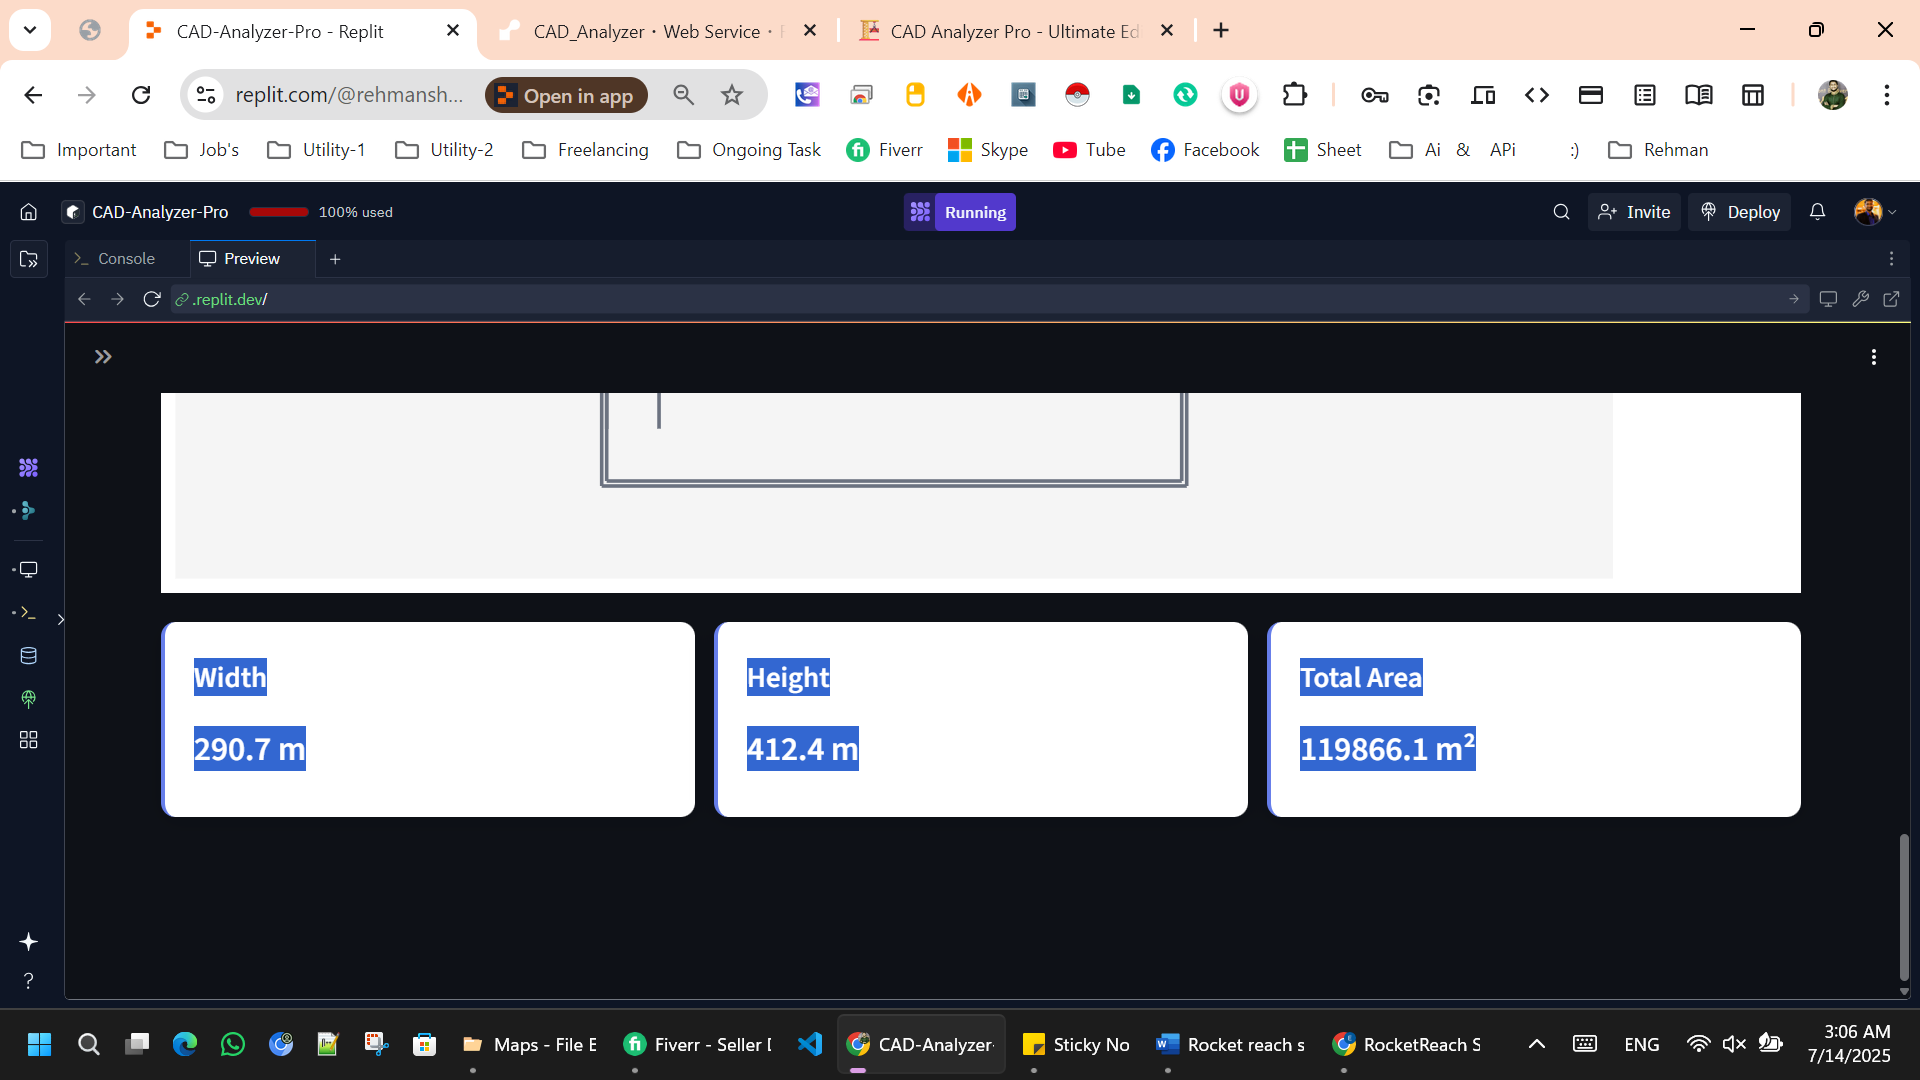 CAD-Analyzer-Pro - Replit
CAD_Analyzer · Web Service ·
CAD Analyzer Pro - Ultimate Ed
replit.com/@rehmansh...
Open in app
Important
Job's
Utility-1
Utility-2
Freelancing
Ongoing Task
Fiverr
Skype
Tube
Facebook
Sheet
Ai & APi
:)
Rehman
CAD-Analyzer-Pro
100% used
Running
Invite
Deploy
Console
Preview
.replit.dev/
Width
290.7 m
Height
412.4 m
Total Area
119866.1 m²
Maps - File E
Fiverr - Seller D
CAD-Analyzer-
Sticky No
Rocket reach s
RocketReach S
ENG
3:06 AM
7/14/2025